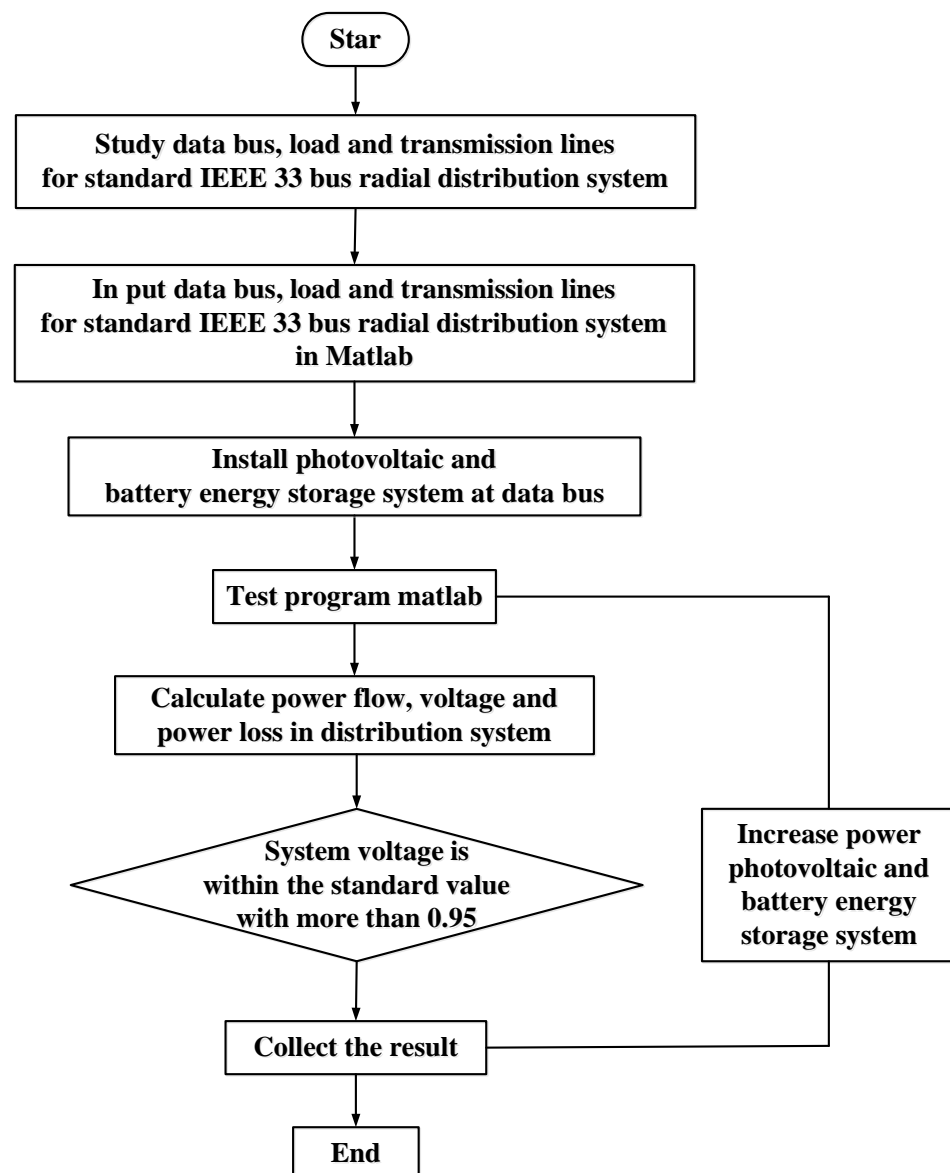 Star
Study data bus, load and transmission lines
for standard IEEE 33 bus radial distribution system
In put data bus, load and transmission lines
for standard IEEE 33 bus radial distribution system
in Matlab
Install photovoltaic and
battery energy storage system at data bus
Test program matlab
Calculate power flow, voltage and
power loss in distribution system
System voltage is
within the standard value
with more than 0.95
Increase power
photovoltaic and
battery energy
storage system
Collect the result
End